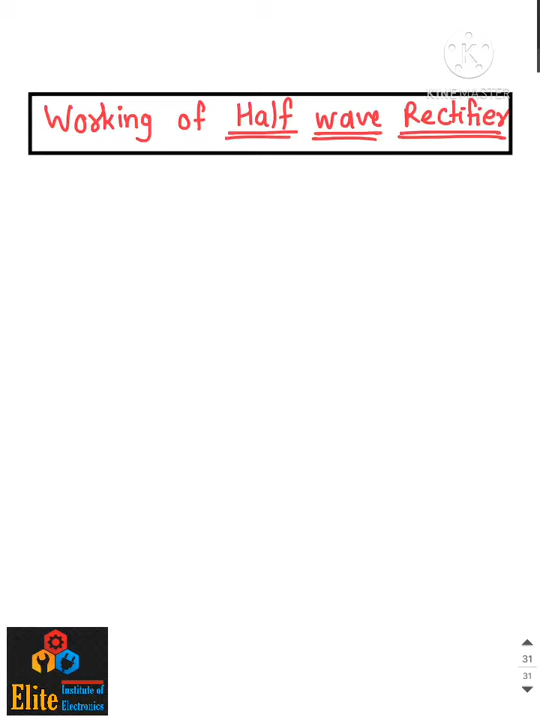 KINEMASTER
Working of Half wave Rectifier
31
31
Elite Institute of Electronics